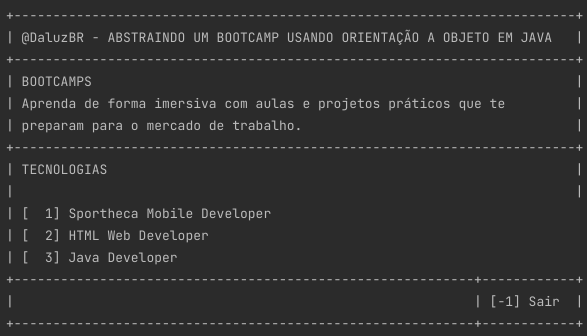 @DaluzBR - ABSTRAINDO UM BOOTCAMP USANDO ORIENTAÇÃO A OBJETO EM JAVA
BOOTCAMPS
Aprenda de forma imersiva com aulas e projetos práticos que te
preparam para o mercado de trabalho.
TECNOLOGIAS
[  1] Sportheca Mobile Developer
[  2] HTML Web Developer
[  3] Java Developer
[-1] Sair